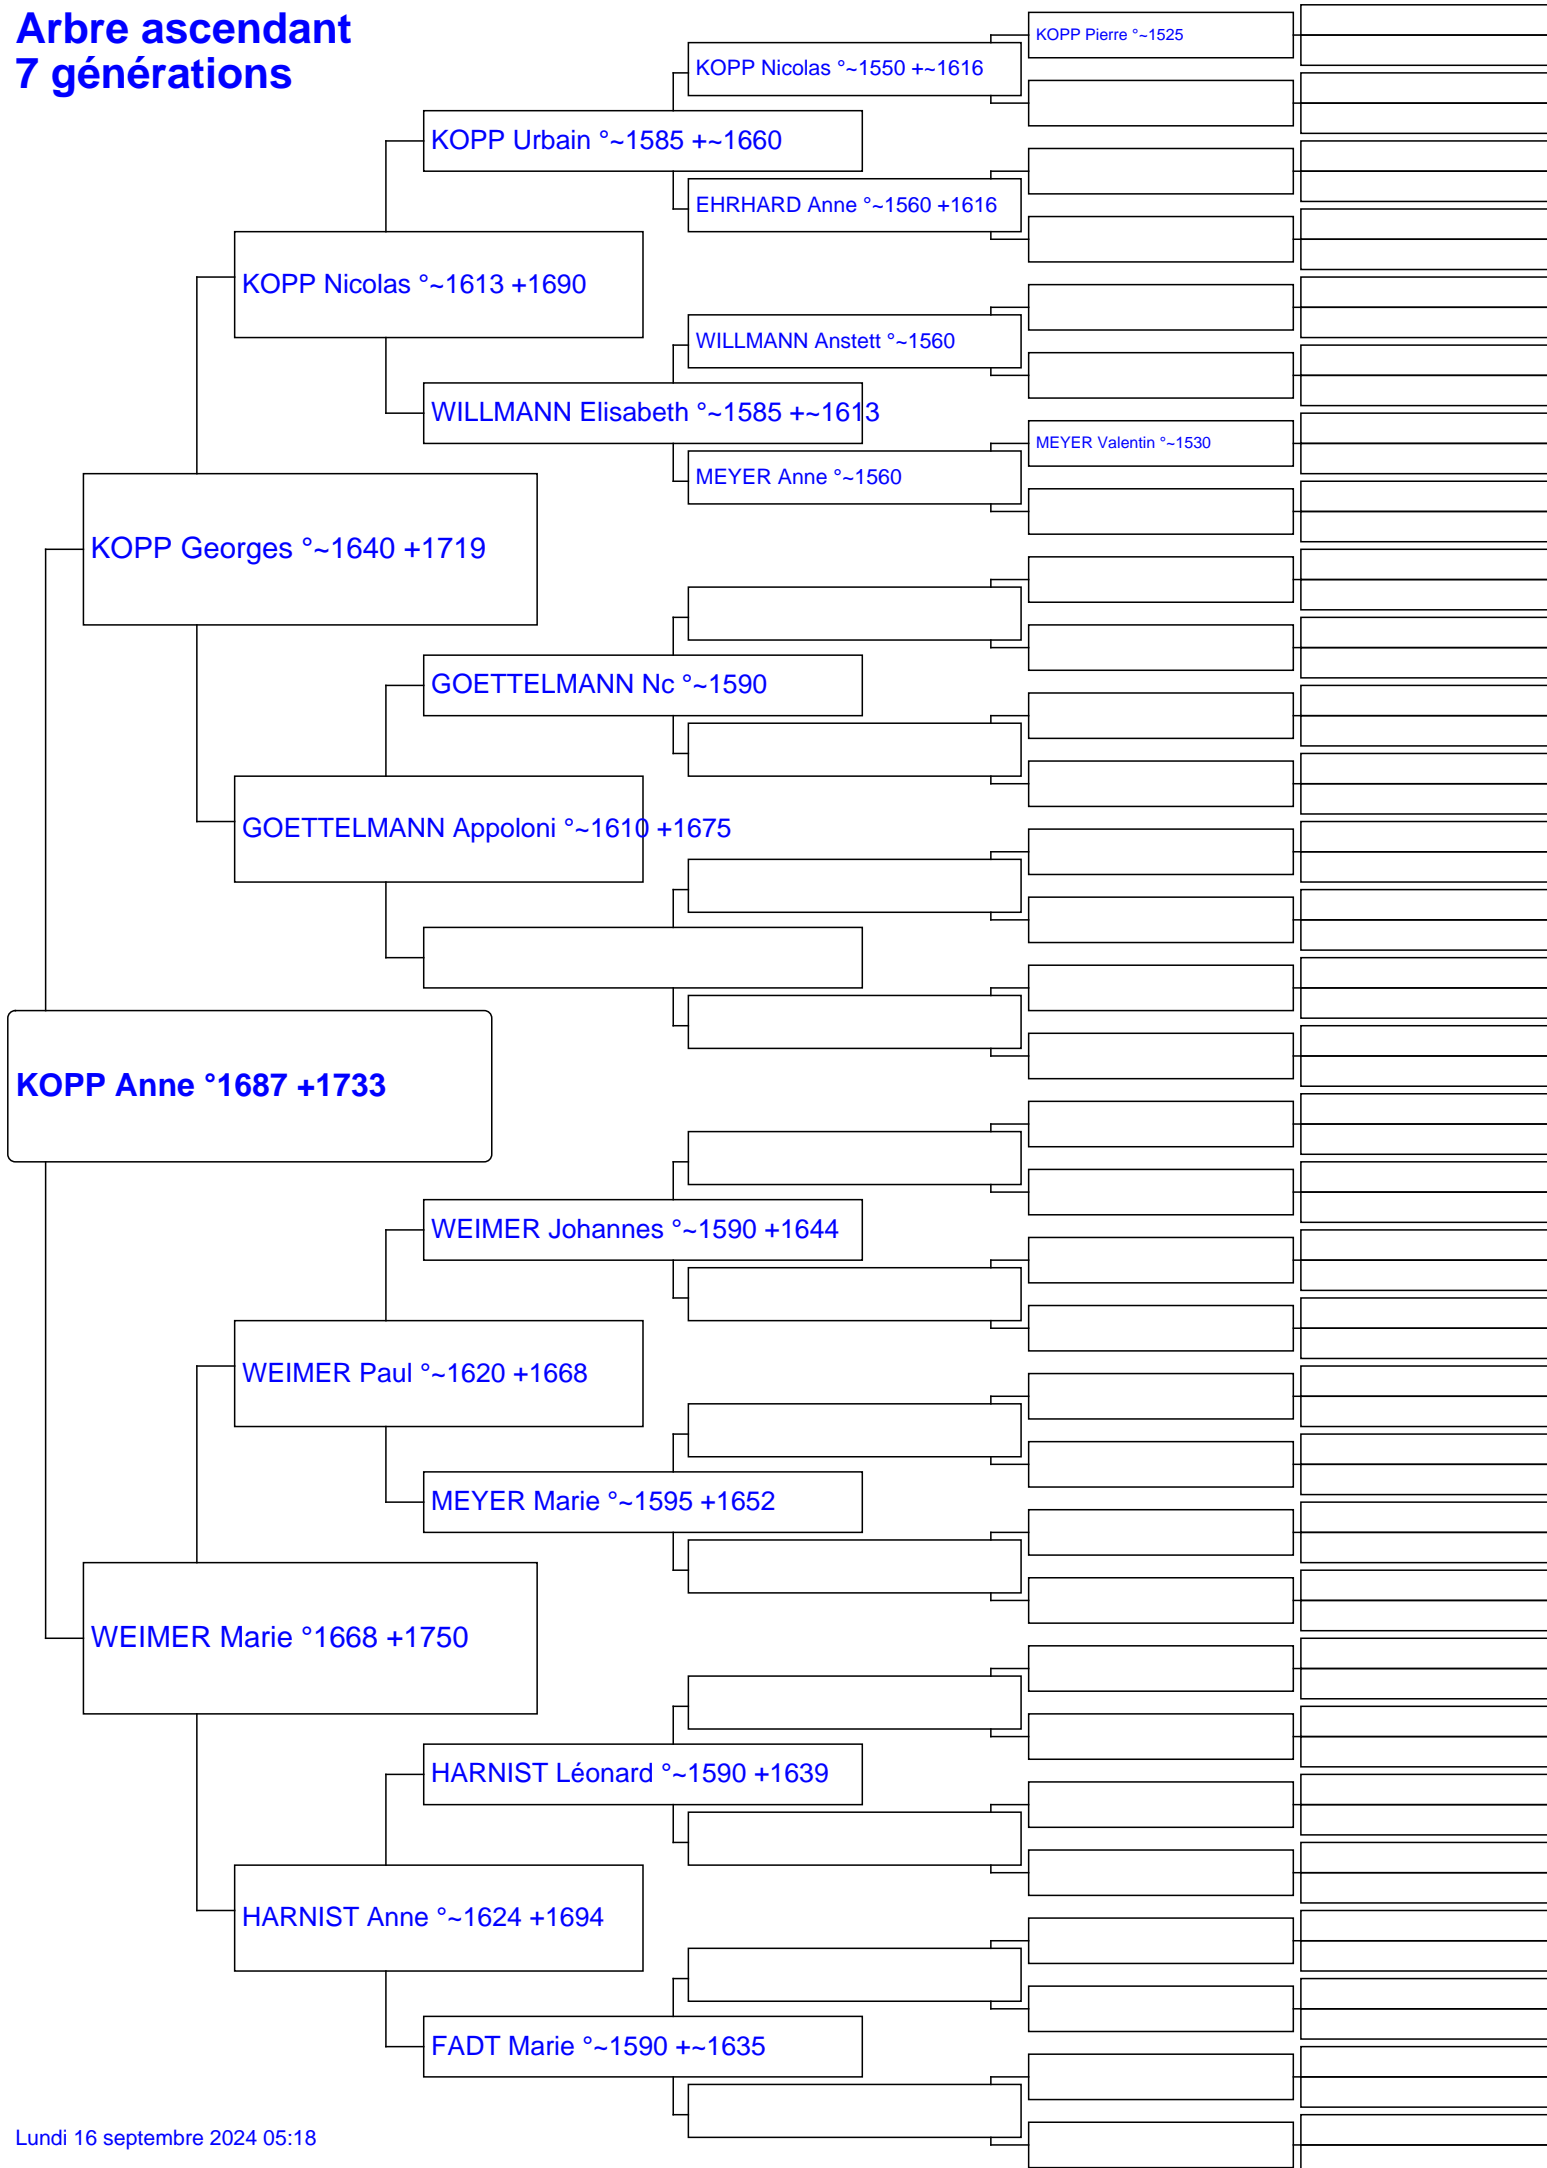 Arbre ascendant
7 générations
KOPP Pierre °~1525
KOPP Nicolas °~1550 +~1616
KOPP Urbain °~1585 +~1660
EHRHARD Anne °~1560 +1616
KOPP Nicolas °~1613 +1690
WILLMANN Anstett °~1560
WILLMANN Elisabeth °~1585 +~1613
MEYER Valentin °~1530
MEYER Anne °~1560
KOPP Georges °~1640 +1719
GOETTELMANN Nc °~1590
GOETTELMANN Appoloni °~1610 +1675
KOPP Anne °1687 +1733
WEIMER Johannes °~1590 +1644
WEIMER Paul °~1620 +1668
MEYER Marie °~1595 +1652
WEIMER Marie °1668 +1750
HARNIST Léonard °~1590 +1639
HARNIST Anne °~1624 +1694
FADT Marie °~1590 +~1635
Lundi 16 septembre 2024 05:18